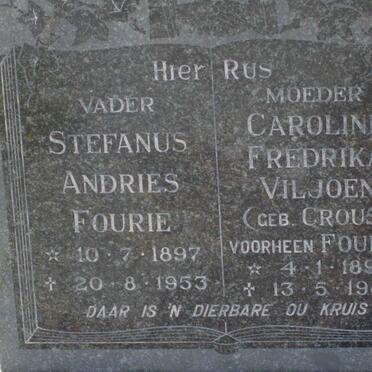 Hier Rus
VADER
STEFANUS
ANDRIES
FOURIE
☆ 10·7·1897
✝ 20·8·1953
MOEDER
CAROLIN
FREDRIKA
VILJOEN
(GEB. CROUS
VOORHEEN FOU
☆ 4·1·18
✝ 13·5·19
DAAR IS 'N DIERBARE OU KRUIS